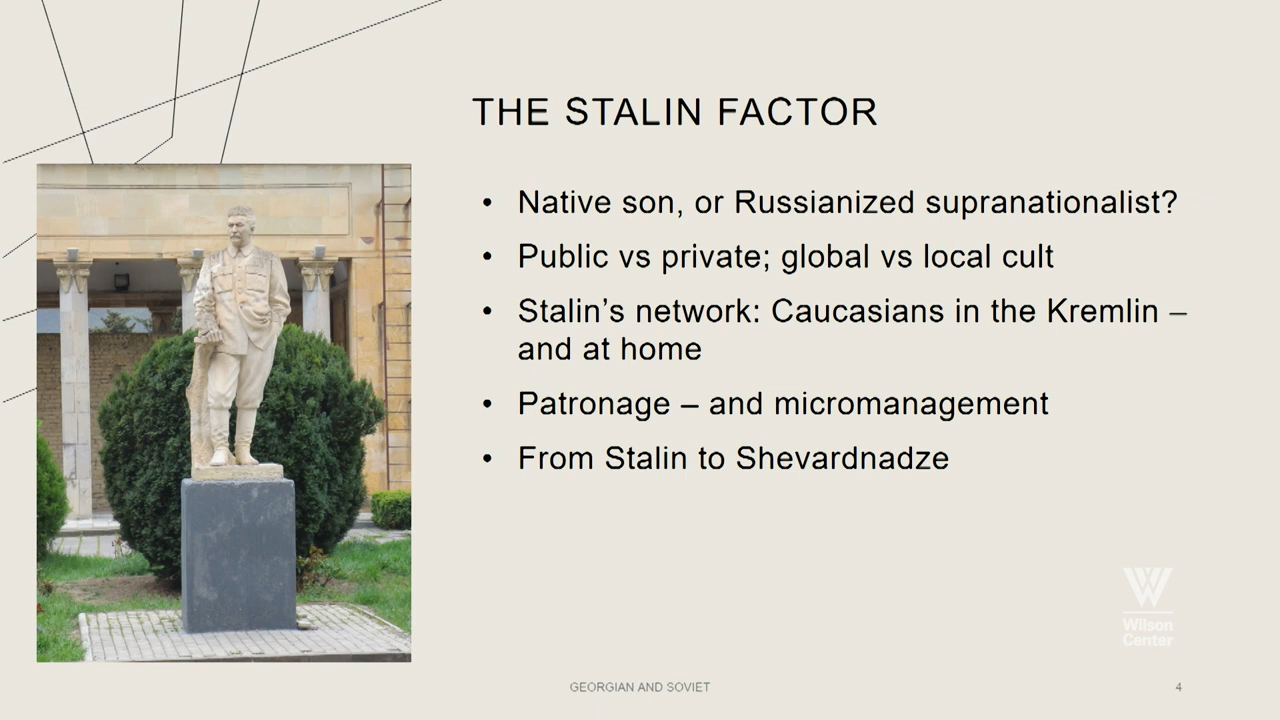 THE STALIN FACTOR
• Native son, or Russianized supranationalist?
• Public vs private; global vs local cult
• Stalin’s network: Caucasians in the Kremlin –
and at home
• Patronage – and micromanagement
• From Stalin to Shevardnadze
Wilson
Center
GEORGIAN AND SOVIET
4